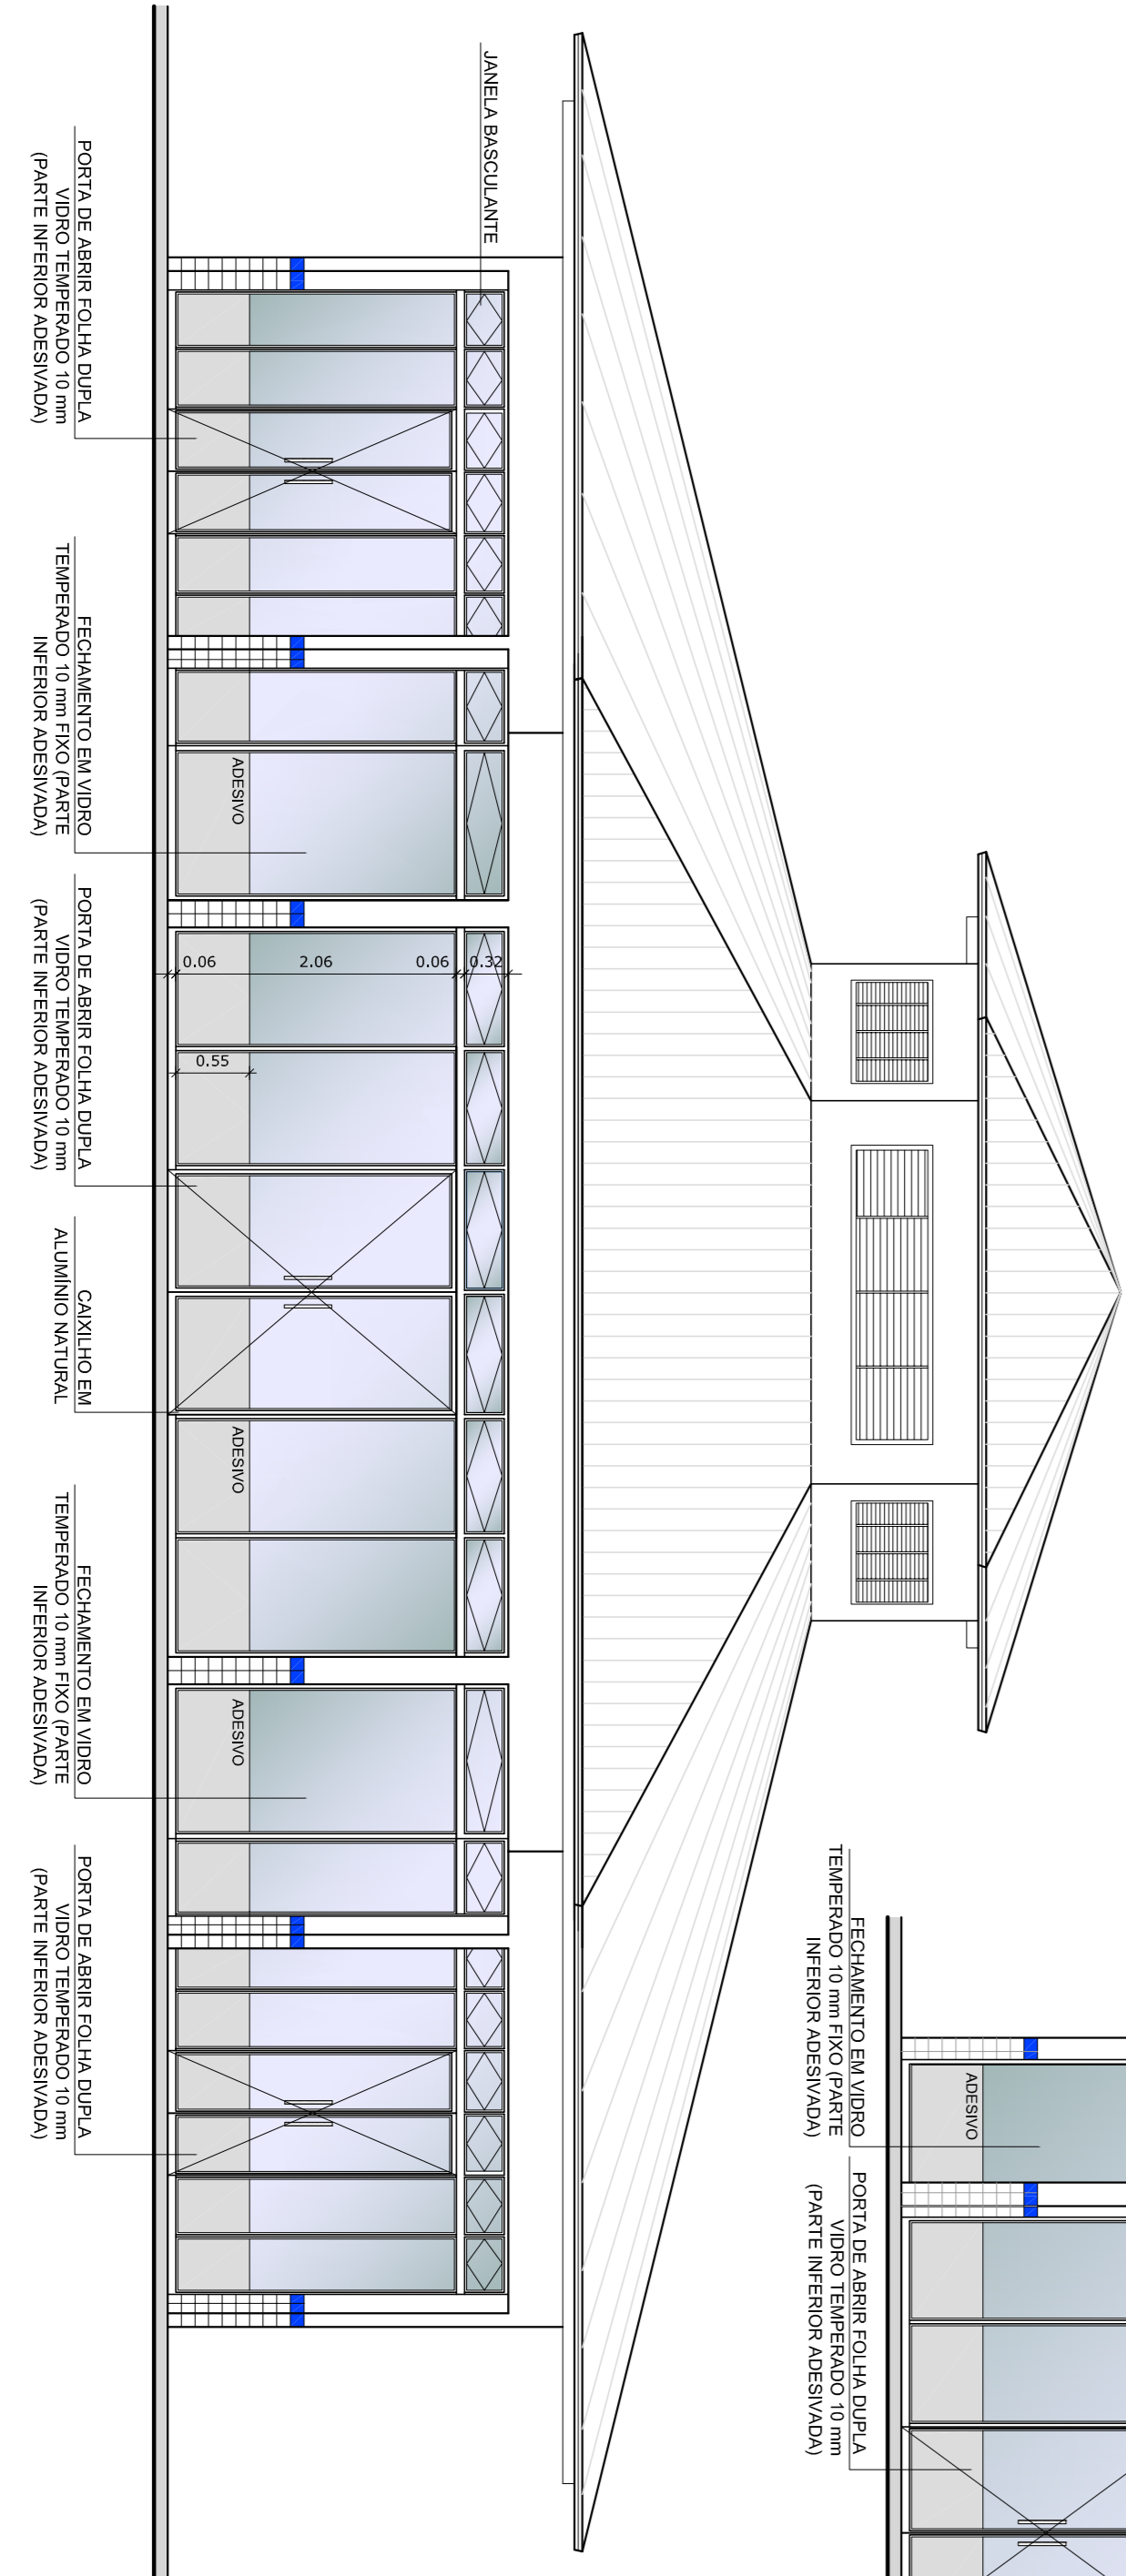 JANELA BASCULANTE
PORTA DE ABRIR FOLHA DUPLA
VIDRO TEMPERADO 10 mm
(PARTE INFERIOR ADESIVADA)
FECHAMENTO EM VIDRO
TEMPERADO 10 mm FIXO (PARTE
INFERIOR ADESIVADA)
ADESIVO
0.06
2.06
0.06
0.32
0.55
PORTA DE ABRIR FOLHA DUPLA
VIDRO TEMPERADO 10 mm
(PARTE INFERIOR ADESIVADA)
CAIXILHO EM
ALUMÍNIO NATURAL
ADESIVO
FECHAMENTO EM VIDRO
TEMPERADO 10 mm FIXO (PARTE
INFERIOR ADESIVADA)
ADESIVO
PORTA DE ABRIR FOLHA DUPLA
VIDRO TEMPERADO 10 mm
(PARTE INFERIOR ADESIVADA)
FECHAMENTO EM VIDRO
TEMPERADO 10 mm FIXO (PARTE
INFERIOR ADESIVADA)
ADESIVO
PORTA DE ABRIR FOLHA DUPLA
VIDRO TEMPERADO 10 mm
(PARTE INFERIOR ADESIVADA)